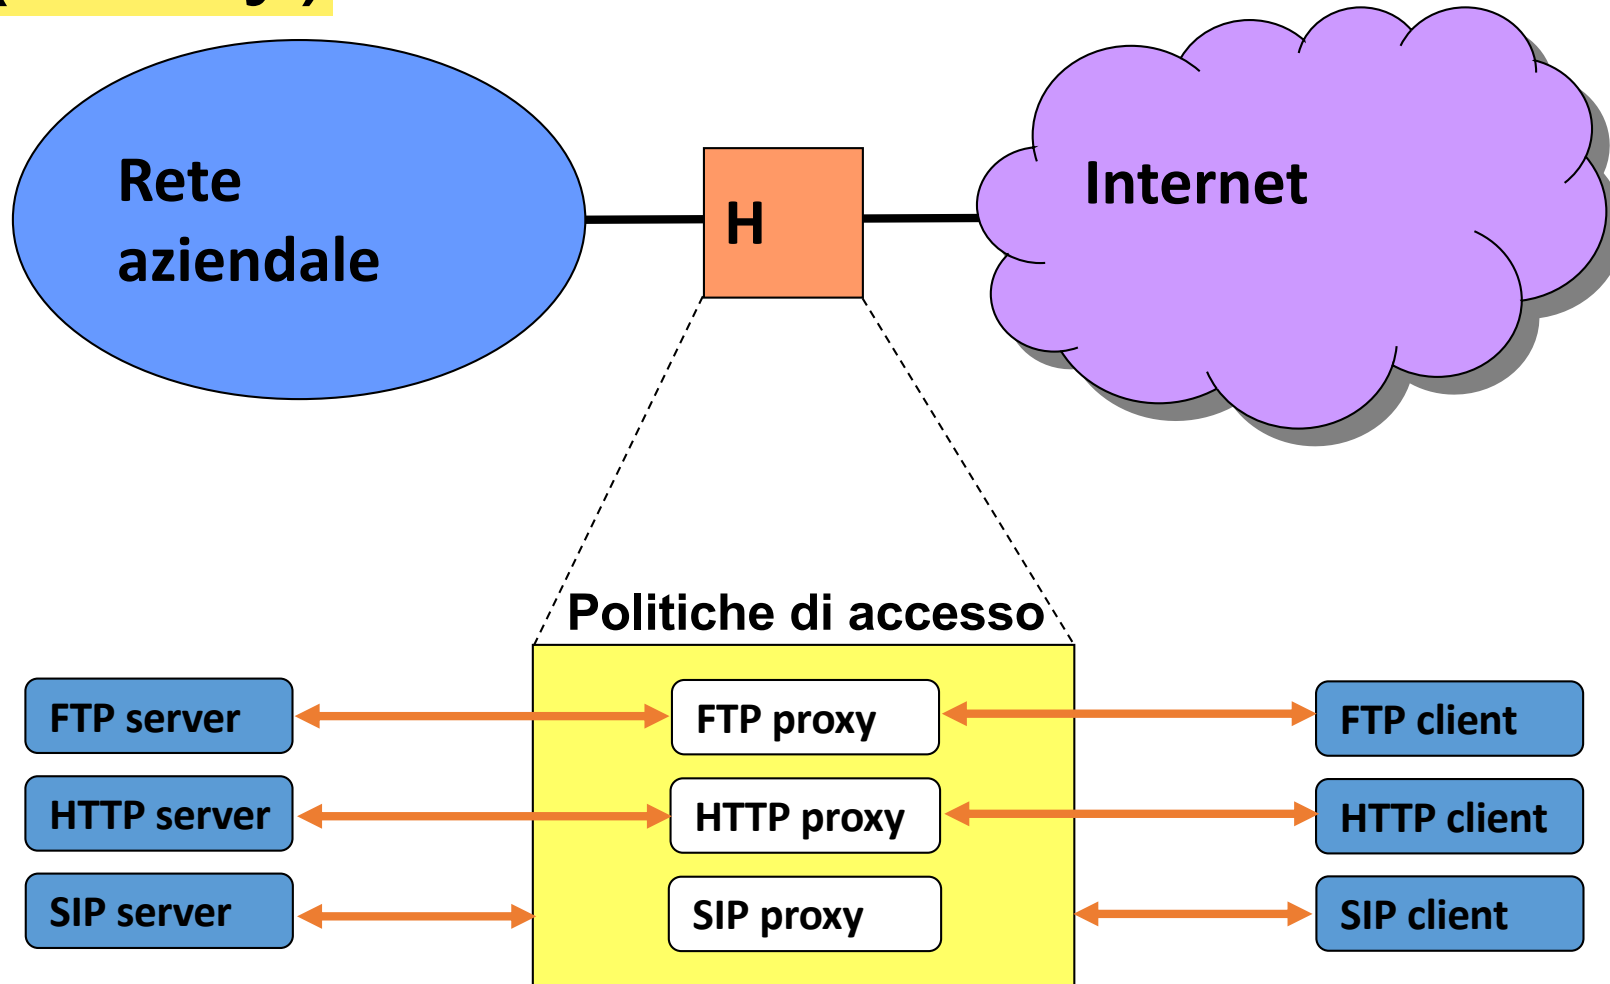 Rete
aziendale
H
Internet
Politiche di accesso
FTP server
FTP proxy
FTP client
HTTP server
HTTP proxy
HTTP client
SIP server
SIP proxy
SIP client